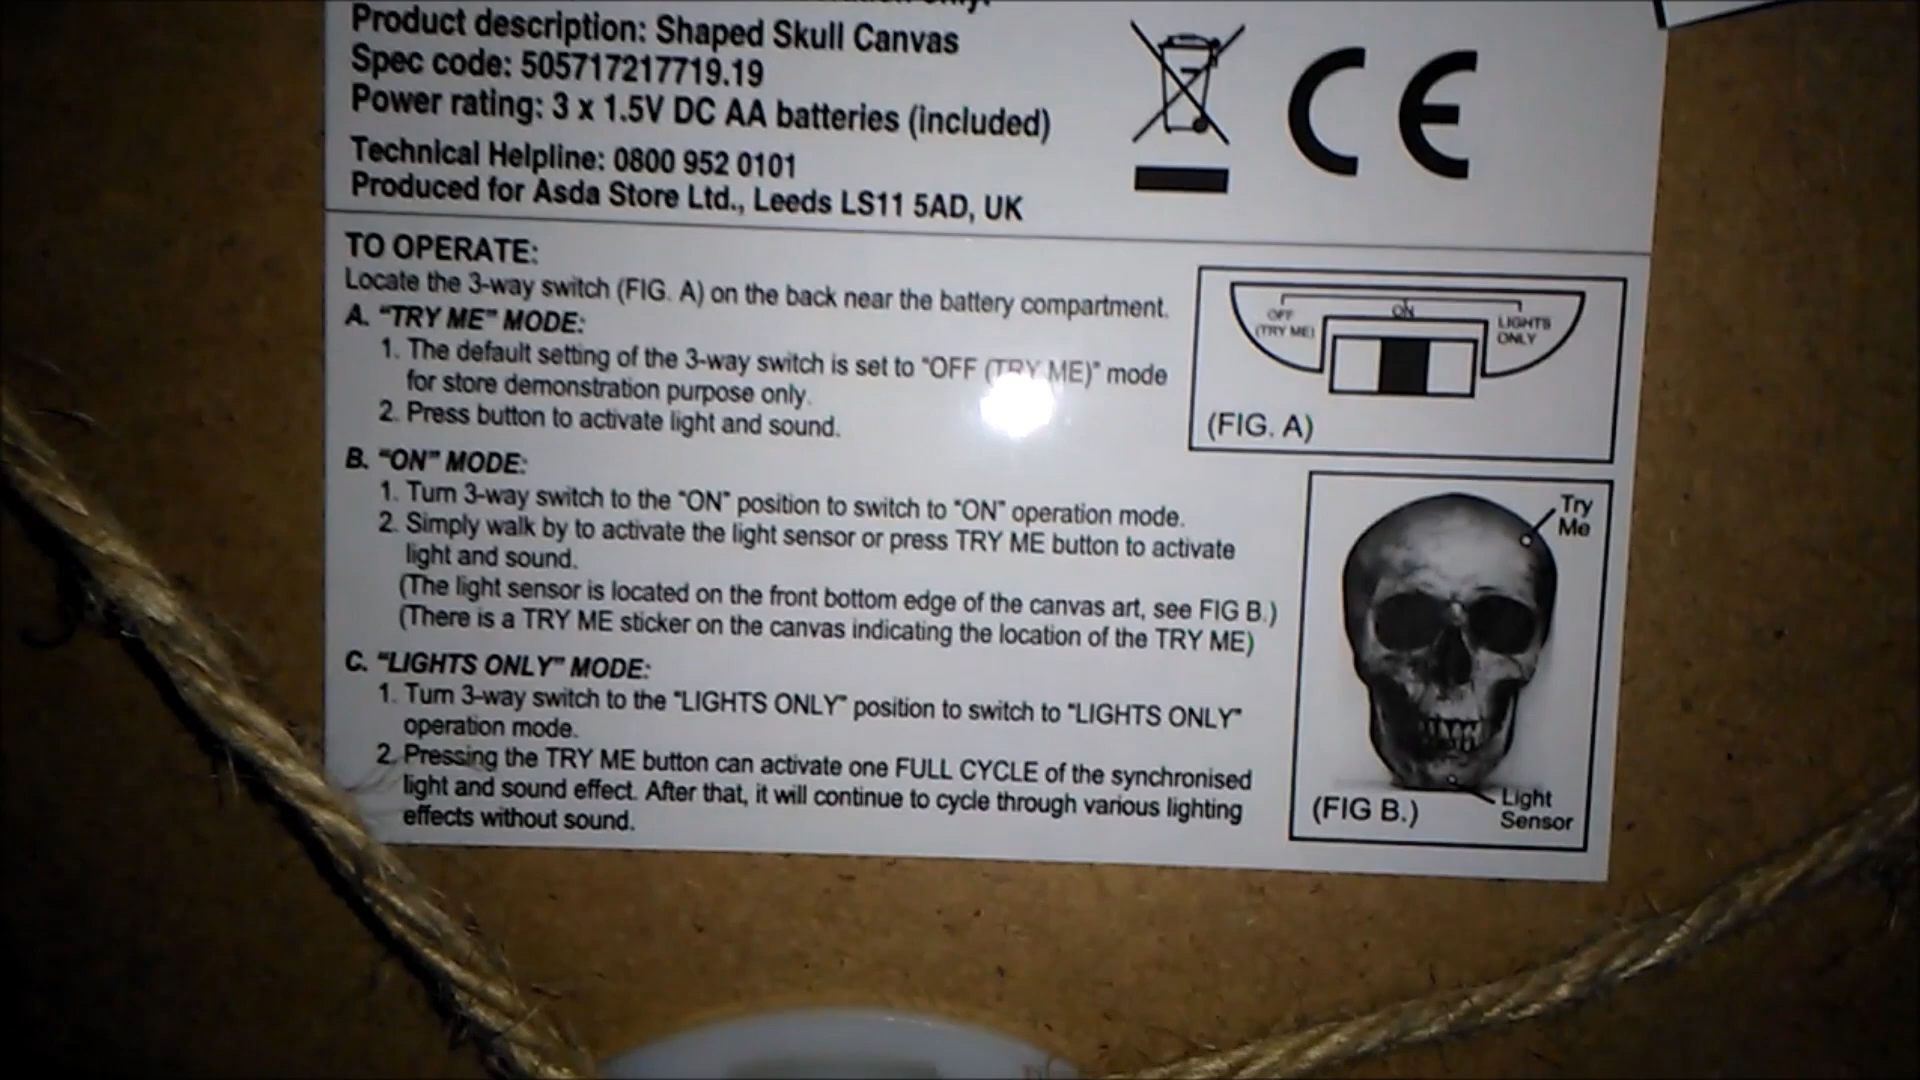 Product description: Shaped Skull Canvas
Spec code: 505717217719.19
Power rating: 3 x 1.5V DC AA batteries (included)
Technical Helpline: 0800 952 0101
Produced for Asda Store Ltd., Leeds LS11 5AD, UK
CE
TO OPERATE:
Locate the 3-way switch (FIG. A) on the back near the battery compartment.
A. "TRY ME" MODE:
1. The default setting of the 3-way switch is set to "OFF (TRY ME)" mode
for store demonstration purpose only.
2. Press button to activate light and sound.
B. "ON" MODE:
1. Turn 3-way switch to the "ON" position to switch to "ON" operation mode.
2. Simply walk by to activate the light sensor or press TRY ME button to activate
light and sound.
(The light sensor is located on the front bottom edge of the canvas art, see FIG B.)
(There is a TRY ME sticker on the canvas indicating the location of the TRY ME)
C. "LIGHTS ONLY" MODE:
1. Turn 3-way switch to the "LIGHTS ONLY" position to switch to "LIGHTS ONLY"
operation mode.
2. Pressing the TRY ME button can activate one FULL CYCLE of the synchronised
light and sound effect. After that, it will continue to cycle through various lighting
effects without sound.
OFF
(TRY ME)
ON
LIGHTS
ONLY
(FIG. A)
Try
Me
Light
Sensor
(FIG B.)